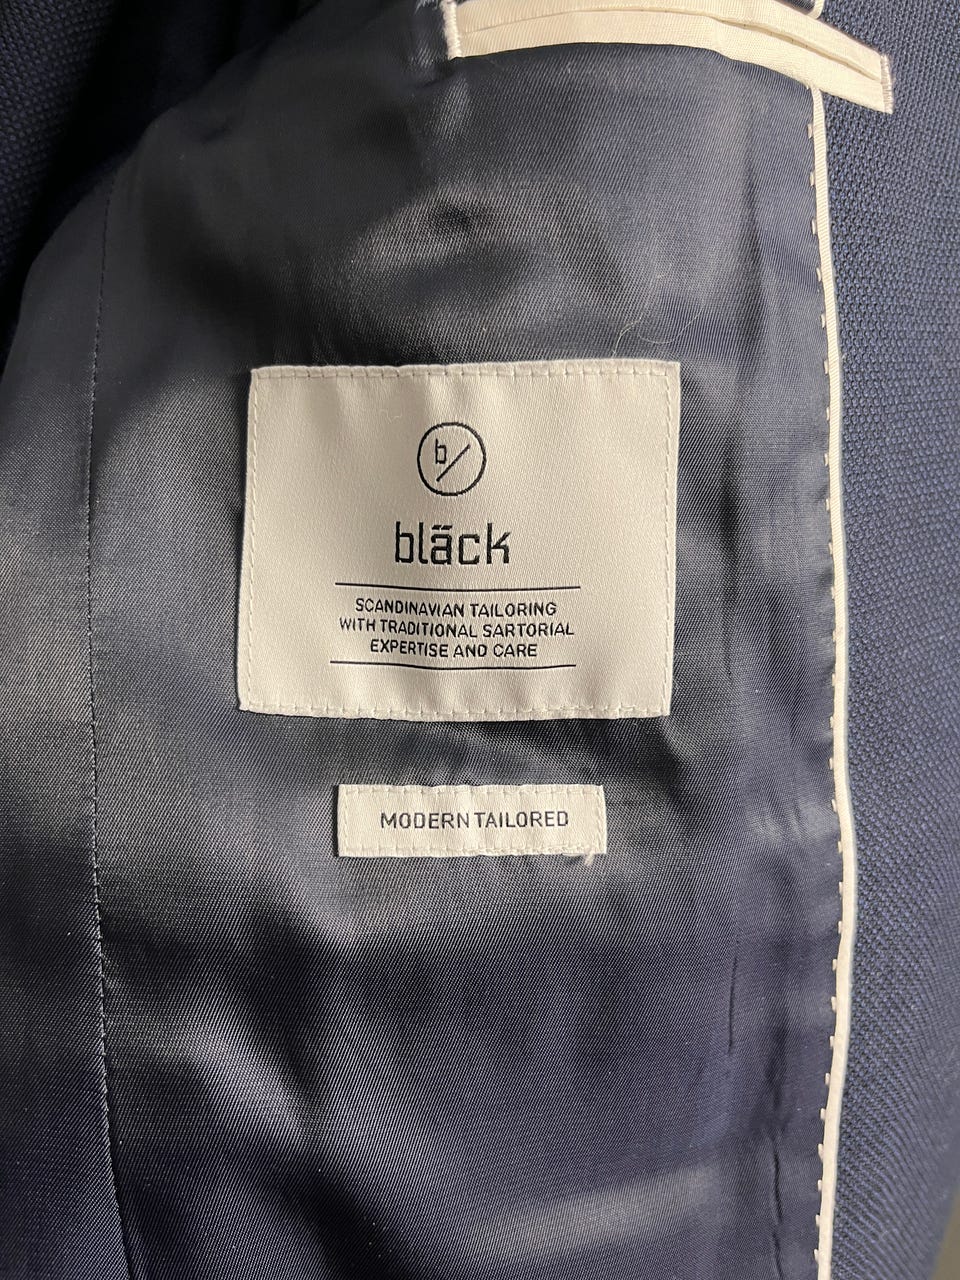 b/
bläck
SCANDINAVIAN TAILORING
WITH TRADITIONAL SARTORIAL
EXPERTISE AND CARE
MODERN TAILORED